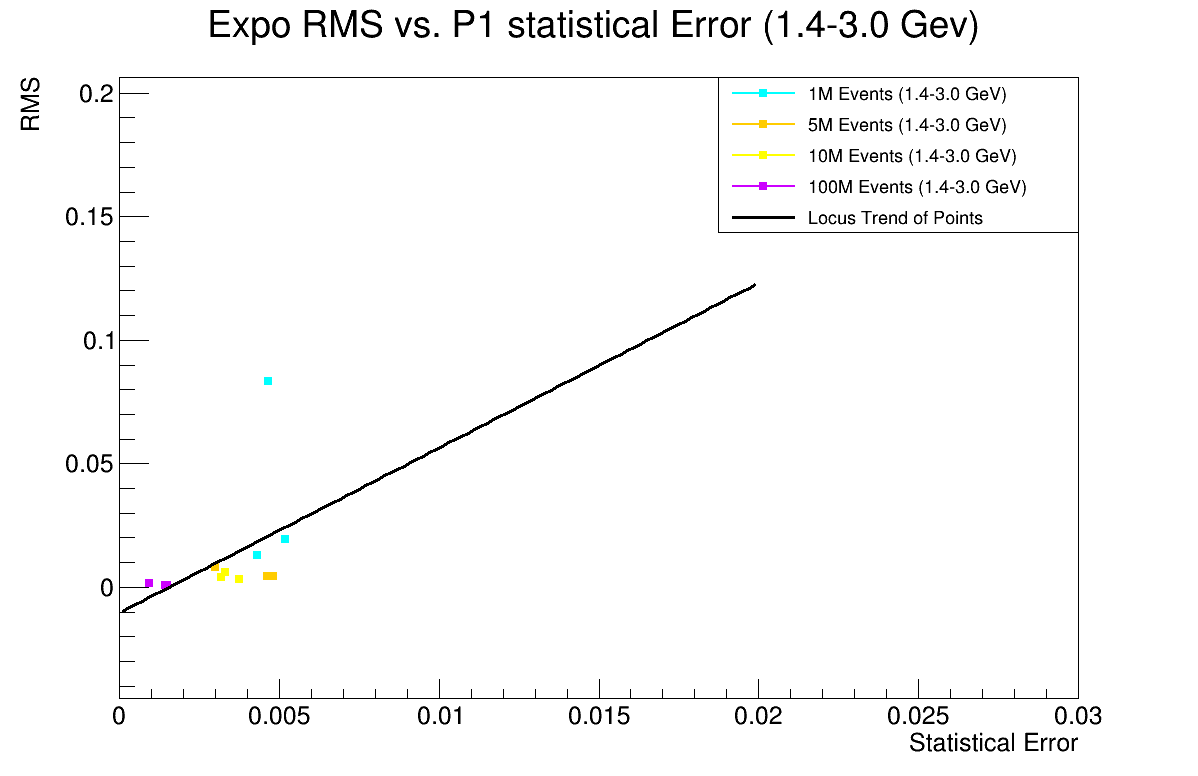 Expo RMS vs. P1 statistical Error (1.4-3.0 Gev)
RMS
0.2
0.15
0.1
0.05
0
1M Events (1.4-3.0 GeV)
5M Events (1.4-3.0 GeV)
10M Events (1.4-3.0 GeV)
100M Events (1.4-3.0 GeV)
Locus Trend of Points
0 0.005 0.01 0.015 0.02 0.025 0.03
Statistical Error